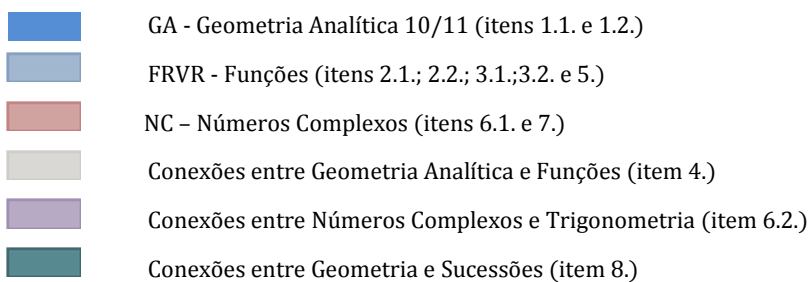 GA - Geometria Analítica 10/11 (itens 1.1. e 1.2.)
FRVR - Funções (itens 2.1.; 2.2.; 3.1.;3.2. e 5.)
NC – Números Complexos (itens 6.1. e 7.)
Conexões entre Geometria Analítica e Funções (item 4.)
Conexões entre Números Complexos e Trigonometria (item 6.2.)
Conexões entre Geometria e Sucessões (item 8.)